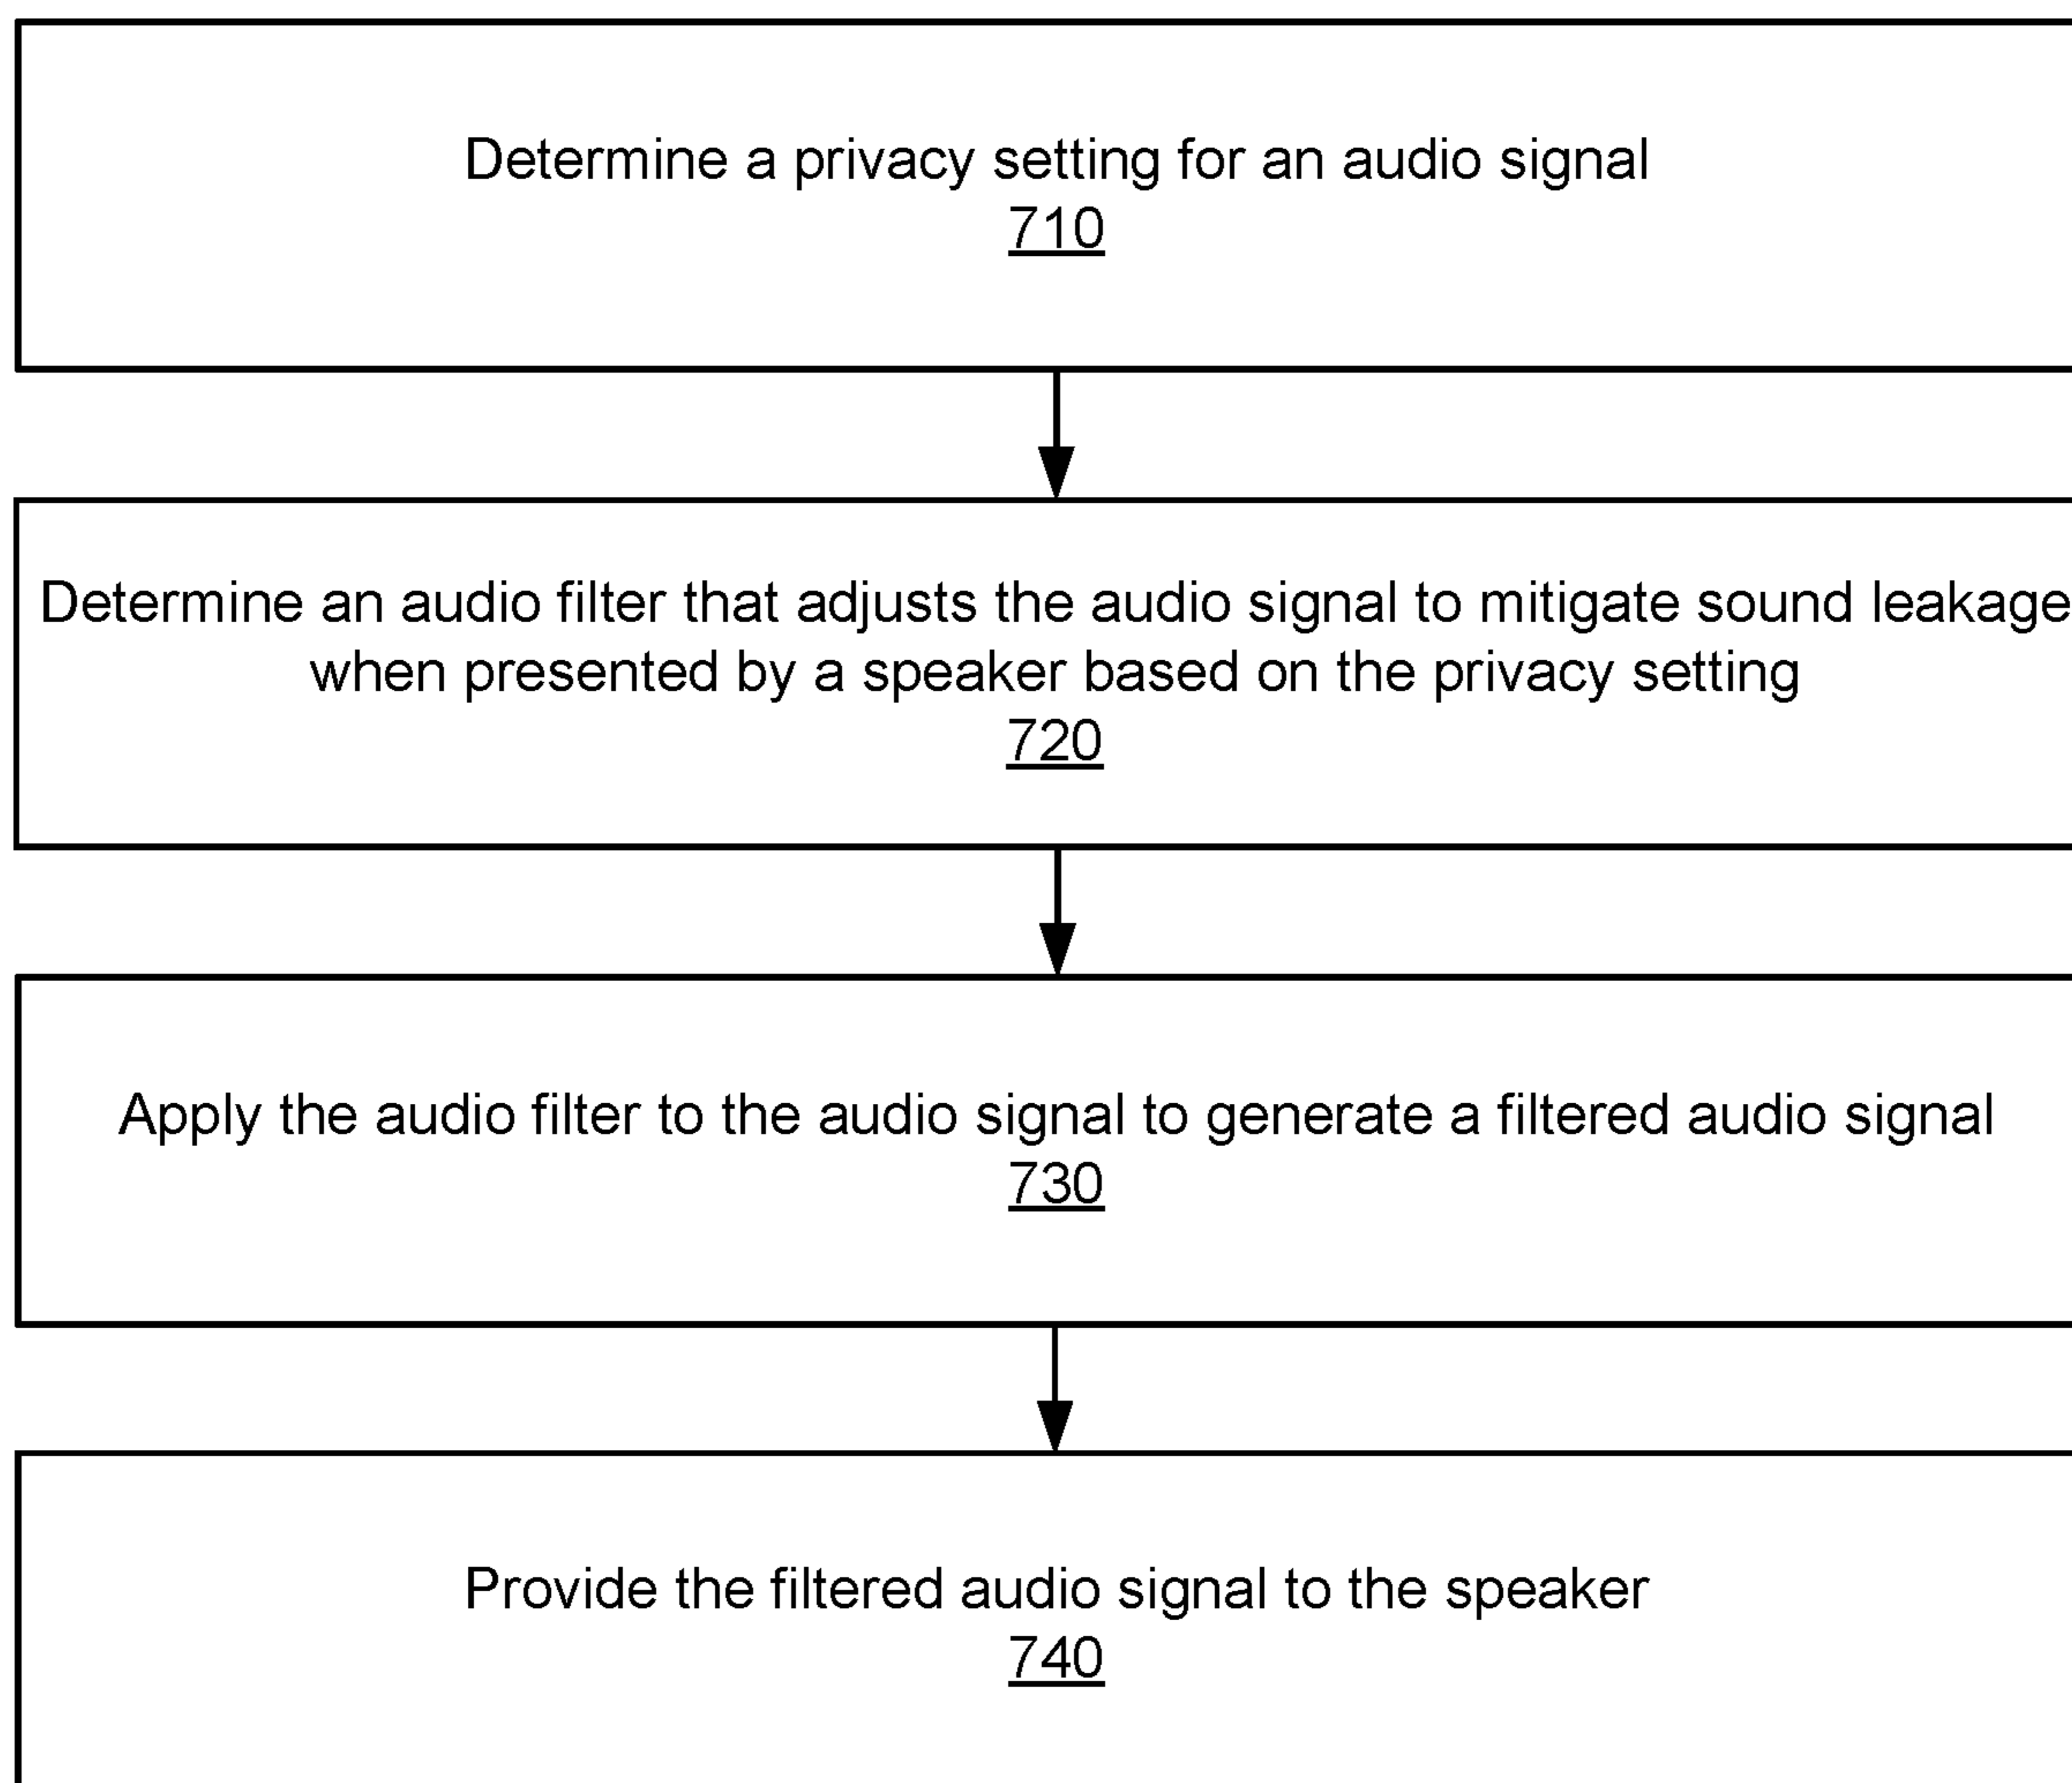 Determine a privacy setting for an audio signal
710
Determine an audio filter that adjusts the audio signal to mitigate sound leakage
when presented by a speaker based on the privacy setting
720
Apply the audio filter to the audio signal to generate a filtered audio signal
730
Provide the filtered audio signal to the speaker
740